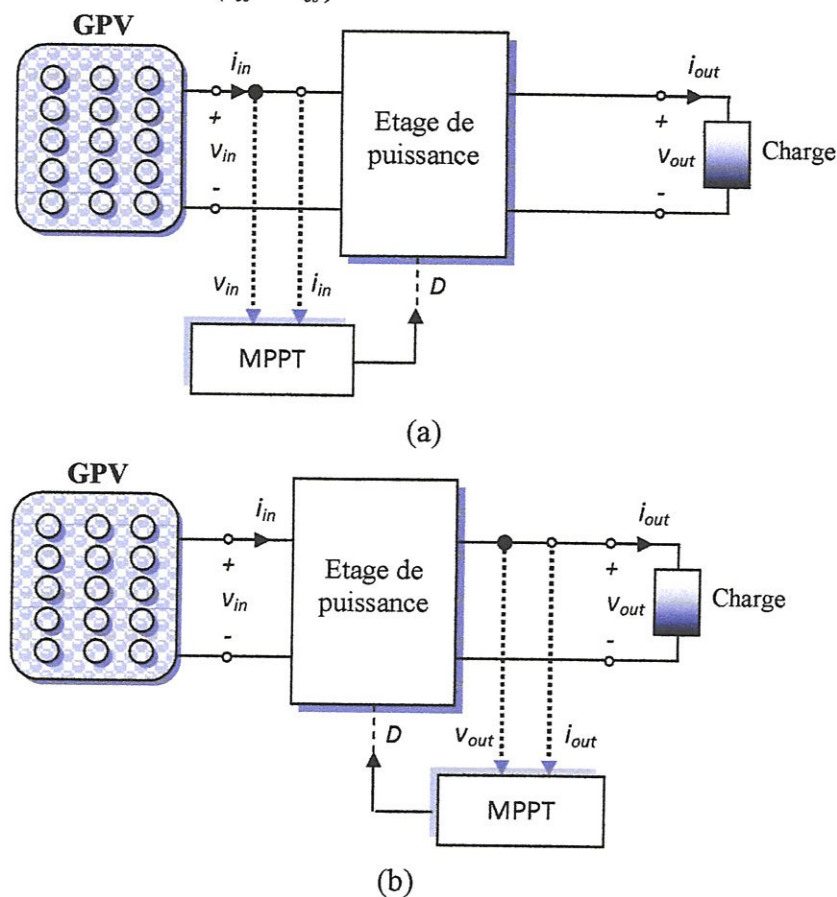 GPV
i_in
i_out
+
v_in
-
Etage de
puissance
+
v_out
-
Charge
v_in
i_in
D
MPPT
(a)
GPV
i_in
i_out
+
v_in
-
Etage de
puissance
+
v_out
-
Charge
D
v_out
i_out
MPPT
(b)